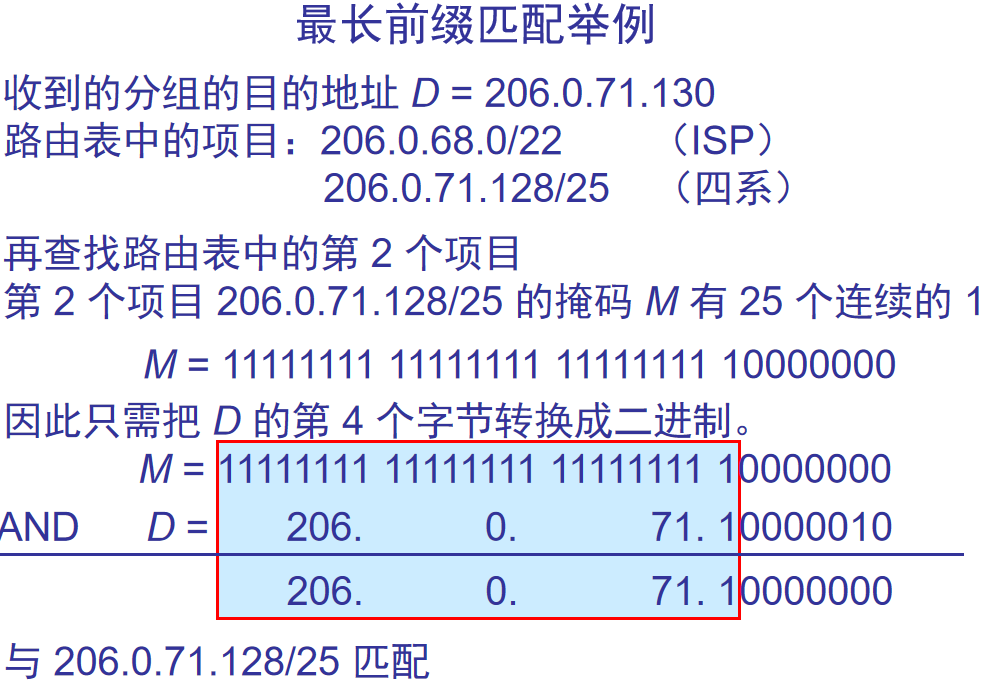 最长前缀匹配举例
收到的分组的目的地址 D = 206.0.71.130
路由表中的项目：206.0.68.0/22 （ISP）
206.0.71.128/25 （四系）
再查找路由表中的第 2 个项目
第 2 个项目 206.0.71.128/25 的掩码 M 有 25 个连续的 1
M = 11111111 11111111 11111111 10000000
因此只需把 D 的第 4 个字节转换成二进制。
M = 11111111 11111111 11111111 10000000
AND D = 206. 0. 71. 10000010
206. 0. 71. 10000000
与 206.0.71.128/25 匹配